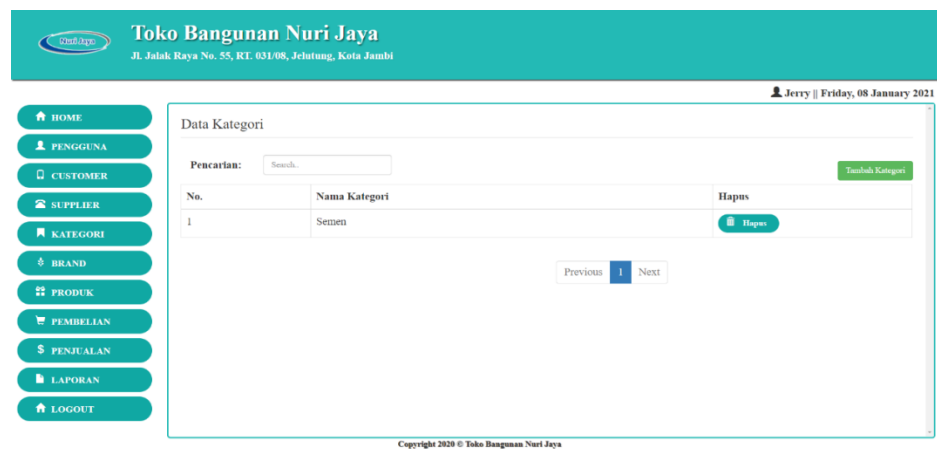 Nuri Jaya
Toko Bangunan Nuri Jaya
Jl. Jalak Raya No. 55, RT. 031/08, Jelutung, Kota Jambi
Jerry || Friday, 08 January 2021
HOME
PENGGUNA
CUSTOMER
SUPPLIER
KATEGORI
BRAND
PRODUK
PEMBELIAN
PENJUALAN
LAPORAN
LOGOUT
Data Kategori
Pencarian: Search..
Tambah Kategori
No. Nama Kategori Hapus
1 Semen Hapus
Previous 1 Next
Copyright 2020 © Toko Bangunan Nuri Jaya